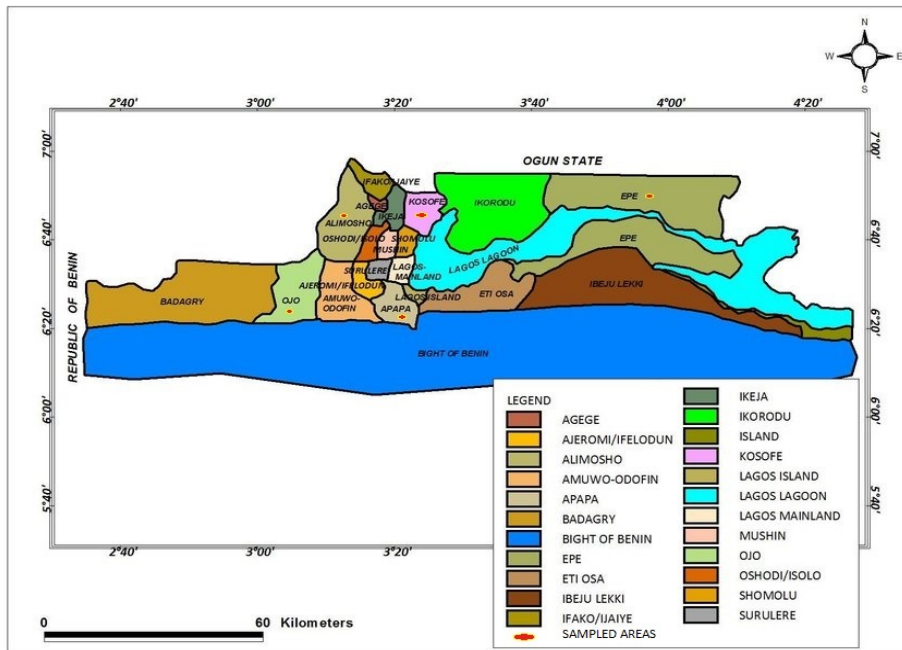 N
W E
S
2°40' 3°00' 3°20' 3°40' 4°00' 4°20'
7°00' 7°00'
OGUN STATE
IFAKO/IJAIYE
AGEGE
KOSOFE
IKORODU
EPE
ALIMOSHO
IKEJA
6°40' 6°40'
OSHODI/ISOLO
SHOMOLU
MUSHIN
EPE
LAGOS LAGOON
SURULERE
LAGOS-
MAINLAND
AJEROMI/IFELODUN
IBEJU LEKKI
BADAGRY
OJO
AMUWO-
ODOFIN
LAGOS ISLAND
ETI OSA
APAPA
6°20' 6°20'
REPUBLIC OF BENIN
BIGHT OF BENIN
6°00' 6°00'
5°40' 5°40'
2°40' 3°00' 3°20'
LEGEND
AGEGE
AJEROMI/IFELODUN
ALIMOSHO
AMUWO-ODOFIN
APAPA
BADAGRY
BIGHT OF BENIN
EPE
ETI OSA
IBEJU LEKKI
IFAKO/IJAIYE
SAMPLED AREAS
IKEJA
IKORODU
ISLAND
KOSOFE
LAGOS ISLAND
LAGOS LAGOON
LAGOS MAINLAND
MUSHIN
OJO
OSHODI/ISOLO
SHOMOLU
SURULERE
0 60 Kilometers